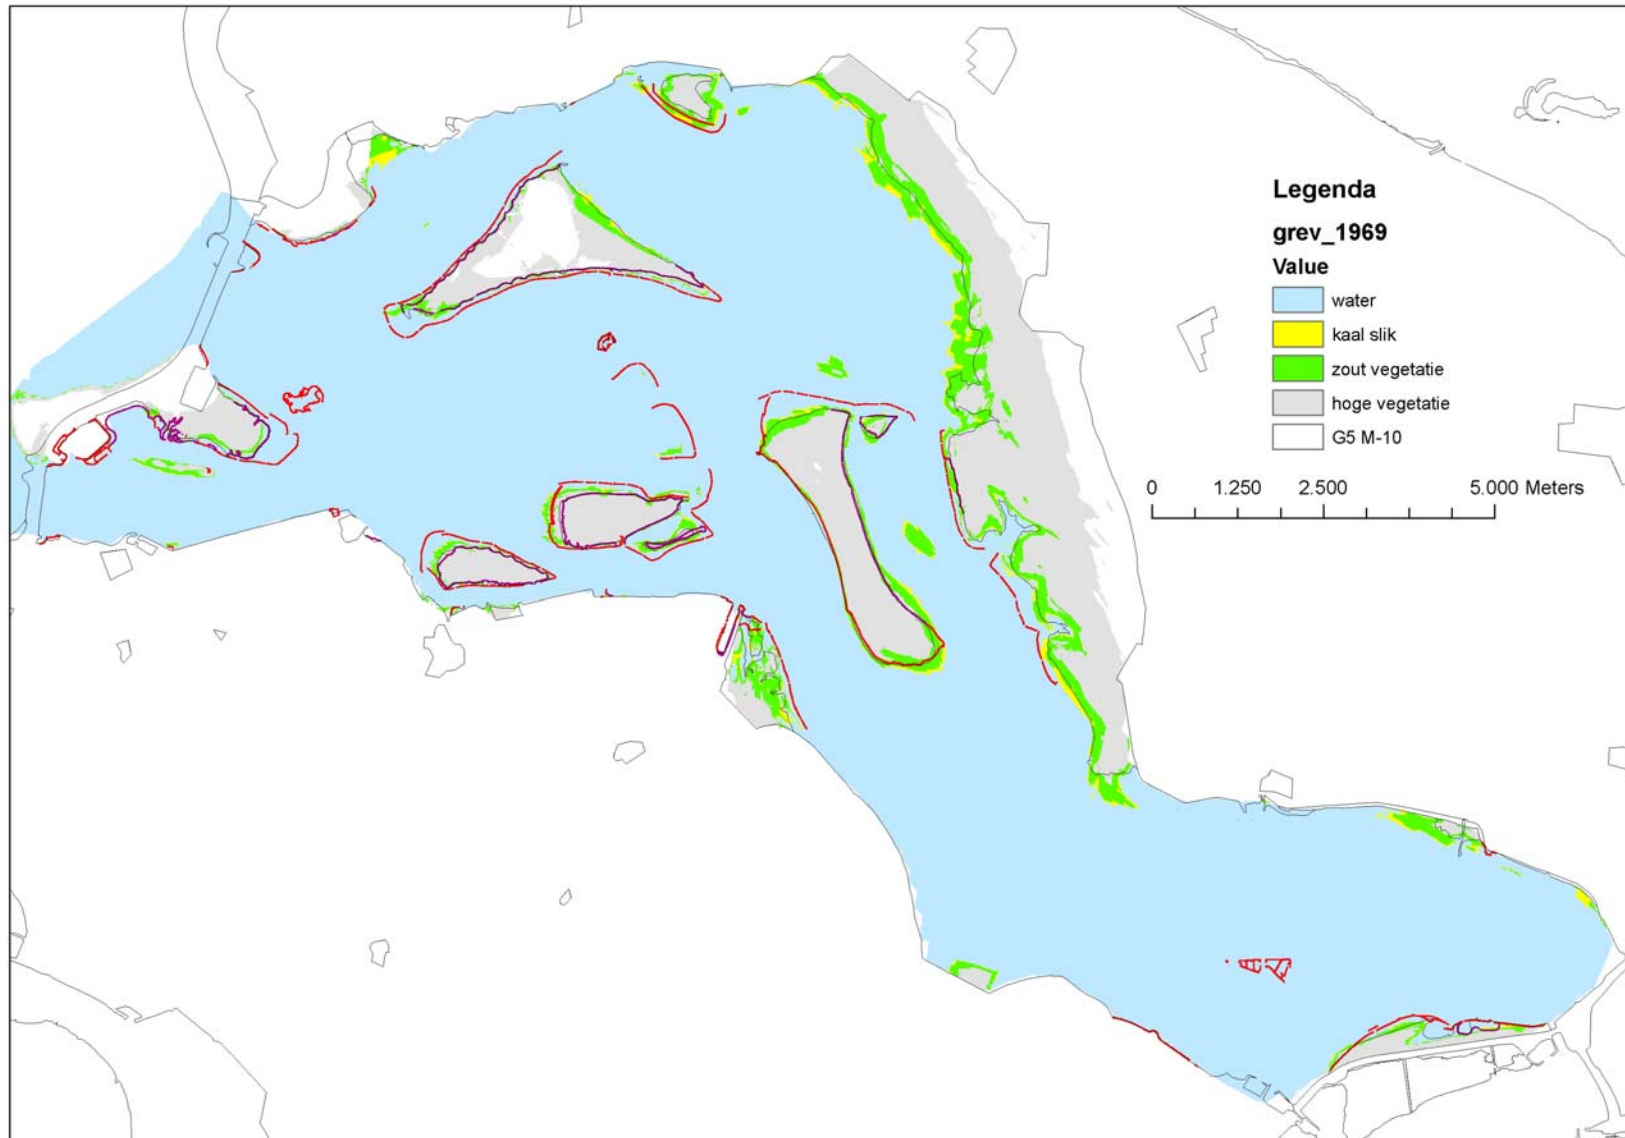 Legenda
grev_1969
Value
water
kaal slik
zout vegetatie
hoge vegetatie
G5 M-10
0 1.250 2.500 5.000 Meters